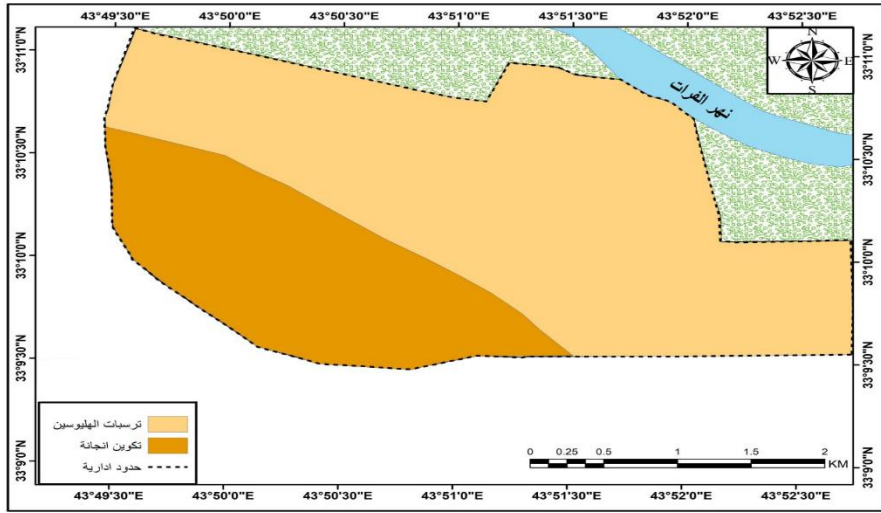 43°49'30"E 43°50'0"E 43°50'30"E 43°51'0"E 43°51'30"E 43°52'0"E 43°52'30"E
33°11'0"N 33°11'0"N
N
W E
S
نهر الفرات
33°10'30"N 33°10'30"N
33°10'0"N 33°10'0"N
33°9'30"N 33°9'30"N
ترسبات الهليوسين
تكوين انجانة
حدود ادارية
0 0.25 0.5 1 1.5 2
KM
33°9'0"N 33°9'0"N
43°49'30"E 43°50'0"E 43°50'30"E 43°51'0"E 43°51'30"E 43°52'0"E 43°52'30"E